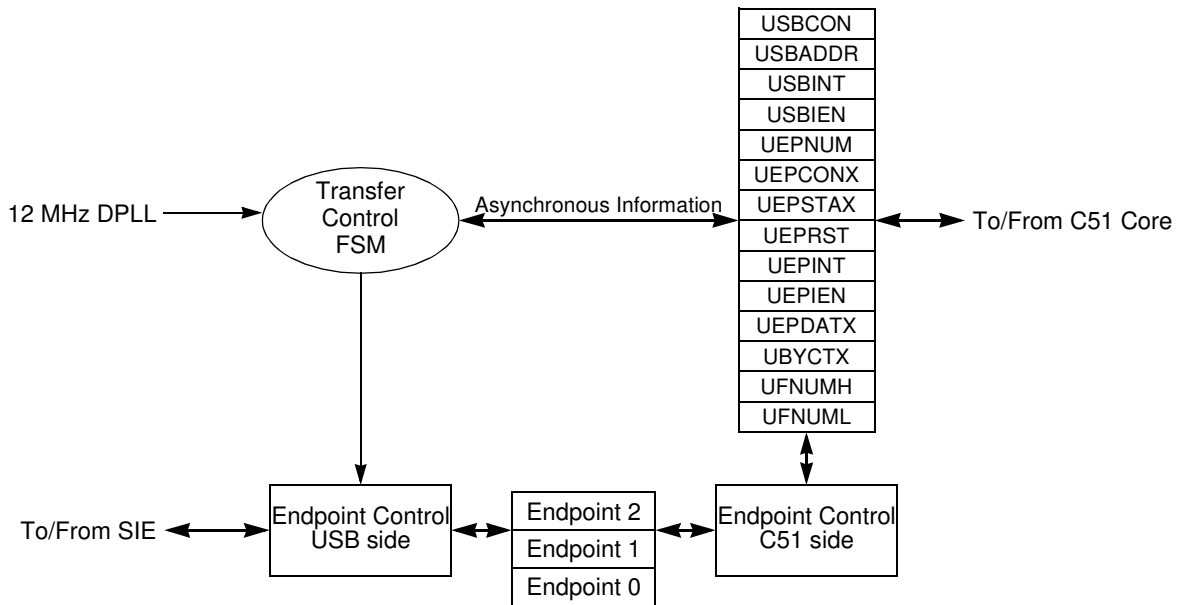 USBCON
USBADDR
USBINT
USBIEN
UEPNUM
UEPCONX
UEPSTAX
UEPRST
UEPINT
UEPIEN
UEPDATX
UBYCTX
UFNUMH
UFNUML
12 MHz DPLL
Transfer
Control
FSM
Asynchronous Information
To/From C51 Core
To/From SIE
Endpoint Control
USB side
Endpoint 2
Endpoint 1
Endpoint 0
Endpoint Control
C51 side